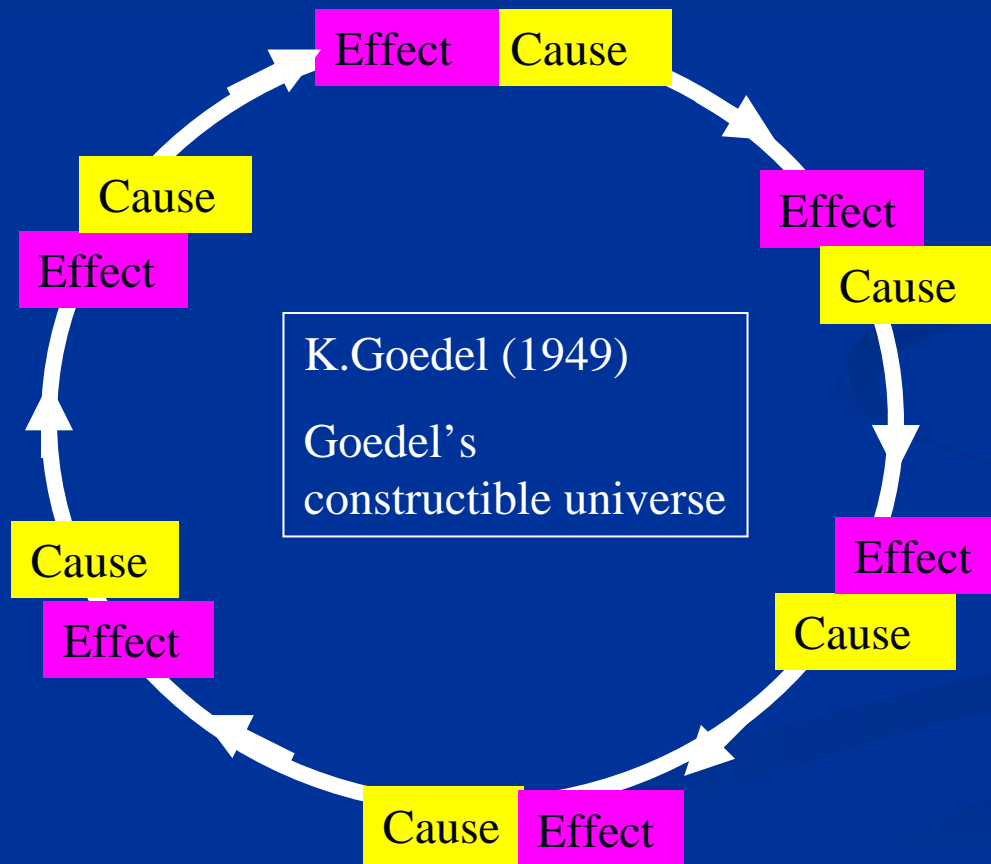 Effect Cause
Cause
Effect
Effect
Cause
K.Goedel (1949)
Goedel’s
constructible universe
Cause
Effect
Effect
Cause
Cause Effect